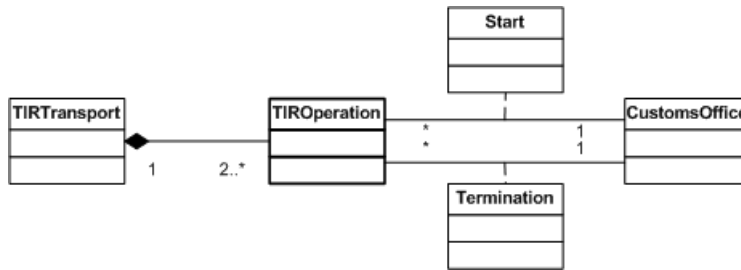 Start
TIRTransport
TIROperation
CustomsOffice
* 1
* 1
1 2..*
Termination